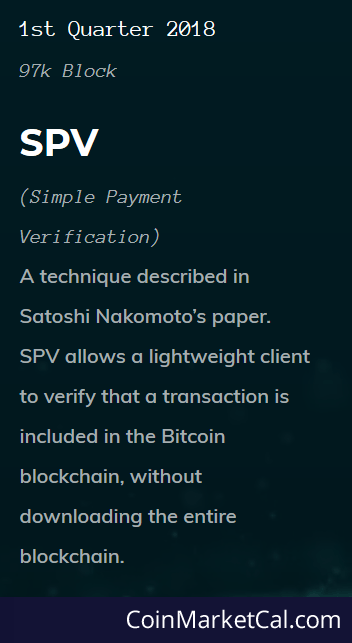 1st Quarter 2018
97k Block
SPV
(Simple Payment
Verification)
A technique described in
Satoshi Nakomoto's paper.
SPV allows a lightweight client
to verify that a transaction is
included in the Bitcoin
blockchain, without
downloading the entire
blockchain.
CoinMarketCal.com